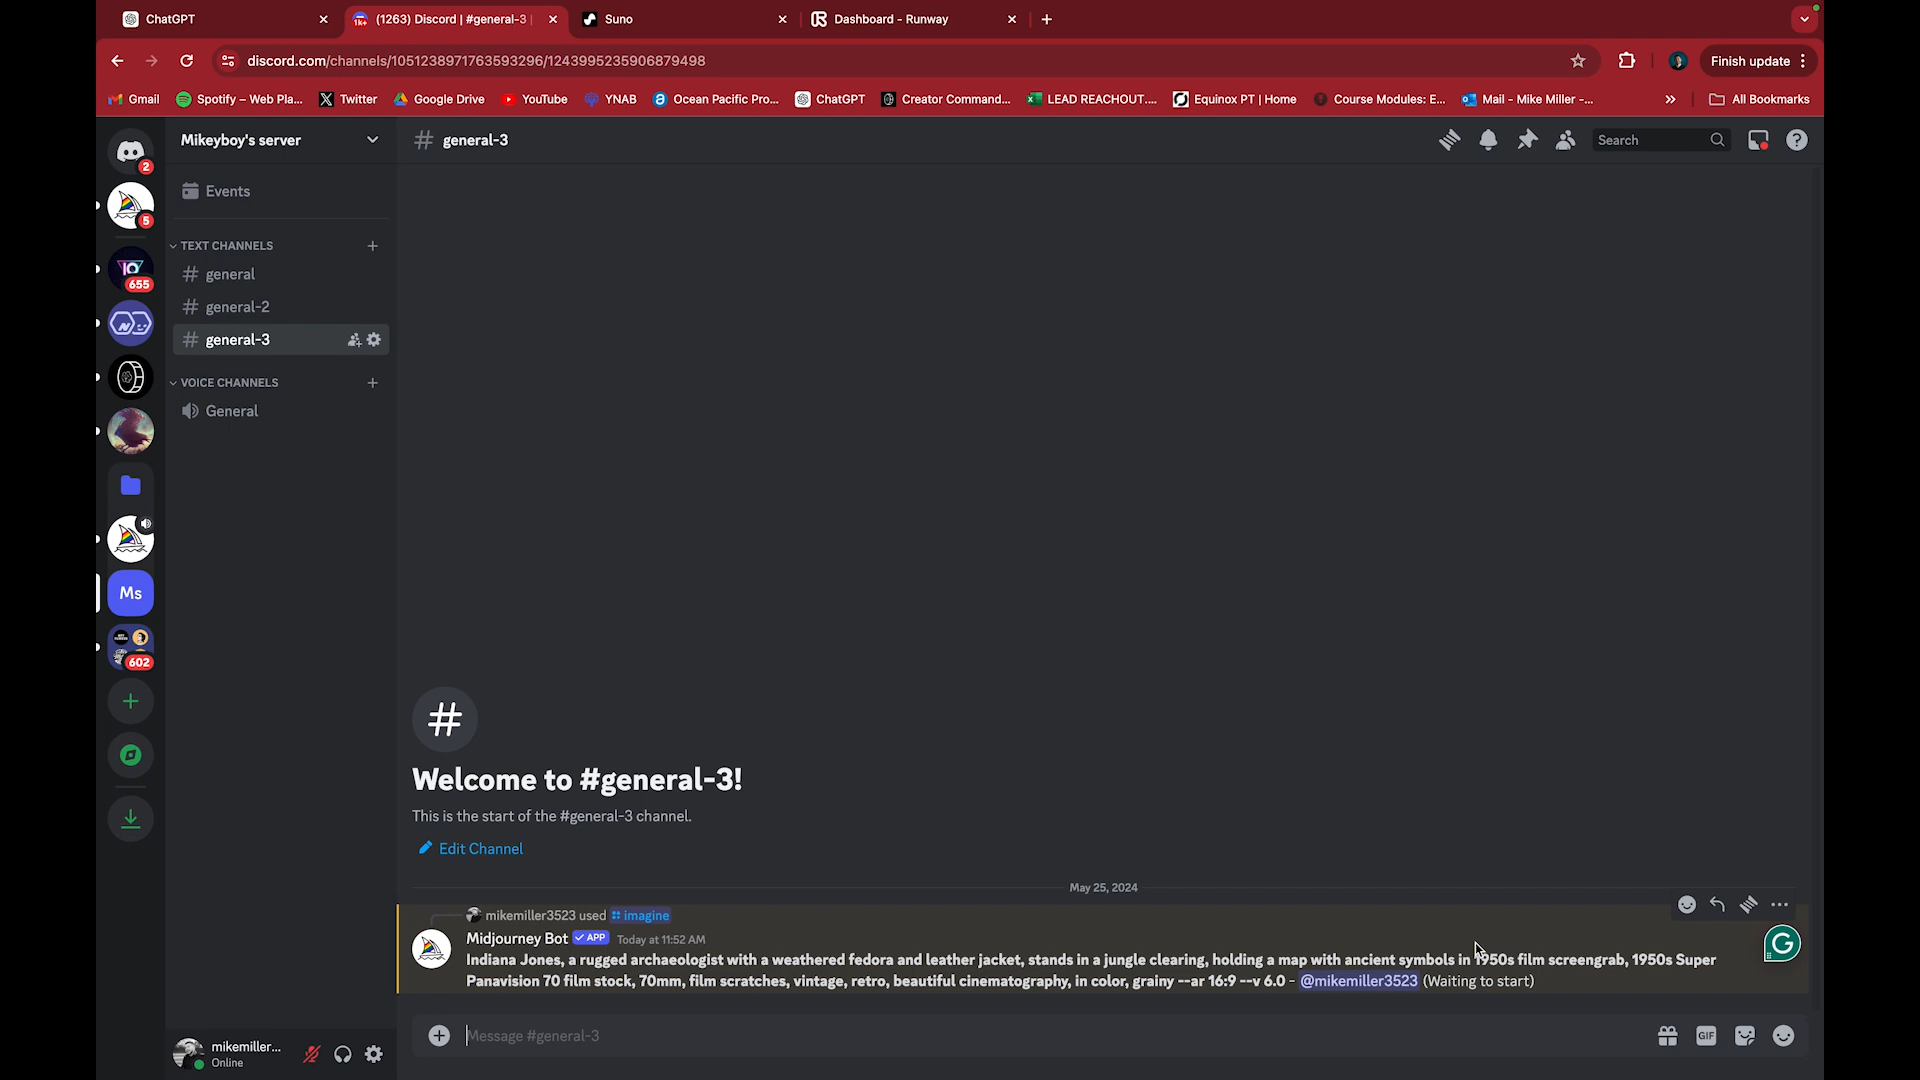 ChatGPT
(1263) Discord | #general-3 |
Suno
Dashboard - Runway
discord.com/channels/1051238971763593296/1243995235906879498
Finish update
Gmail
Spotify – Web Pla...
Twitter
Google Drive
YouTube
YNAB
Ocean Pacific Pro...
ChatGPT
Creator Command...
LEAD REACHOUT....
Equinox PT | Home
Course Modules: E...
Mail - Mike Miller -...
All Bookmarks
2
5
655
Ms
602
Mikeyboy's server
Events
TEXT CHANNELS
general
general-2
general-3
VOICE CHANNELS
General
general-3
Search
Welcome to #general-3!
This is the start of the #general-3 channel.
Edit Channel
May 25, 2024
mikemiller3523 used imagine
Midjourney Bot APP Today at 11:52 AM
Indiana Jones, a rugged archaeologist with a weathered fedora and leather jacket, stands in a jungle clearing, holding a map with ancient symbols in 1950s film screengrab, 1950s Super
Panavision 70 film stock, 70mm, film scratches, vintage, retro, beautiful cinematography, in color, grainy --ar 16:9 --v 6.0 - @mikemiller3523 (Waiting to start)
Message #general-3
GIF
mikemiller...
Online